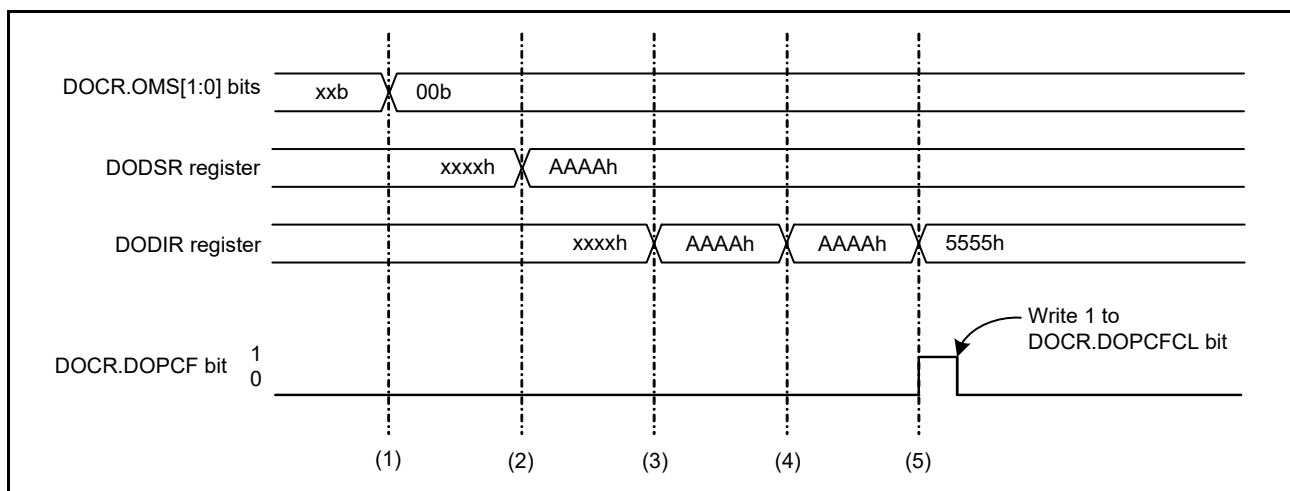 DOCR.OMS[1:0] bits
xxb
00b
DODSR register
xxxxh
AAAAh
DODIR register
xxxxh
AAAAh
AAAAh
5555h
Write 1 to
DOCR.DOPCFCL bit
DOCR.DOPCF bit
1
0
(1)
(2)
(3)
(4)
(5)